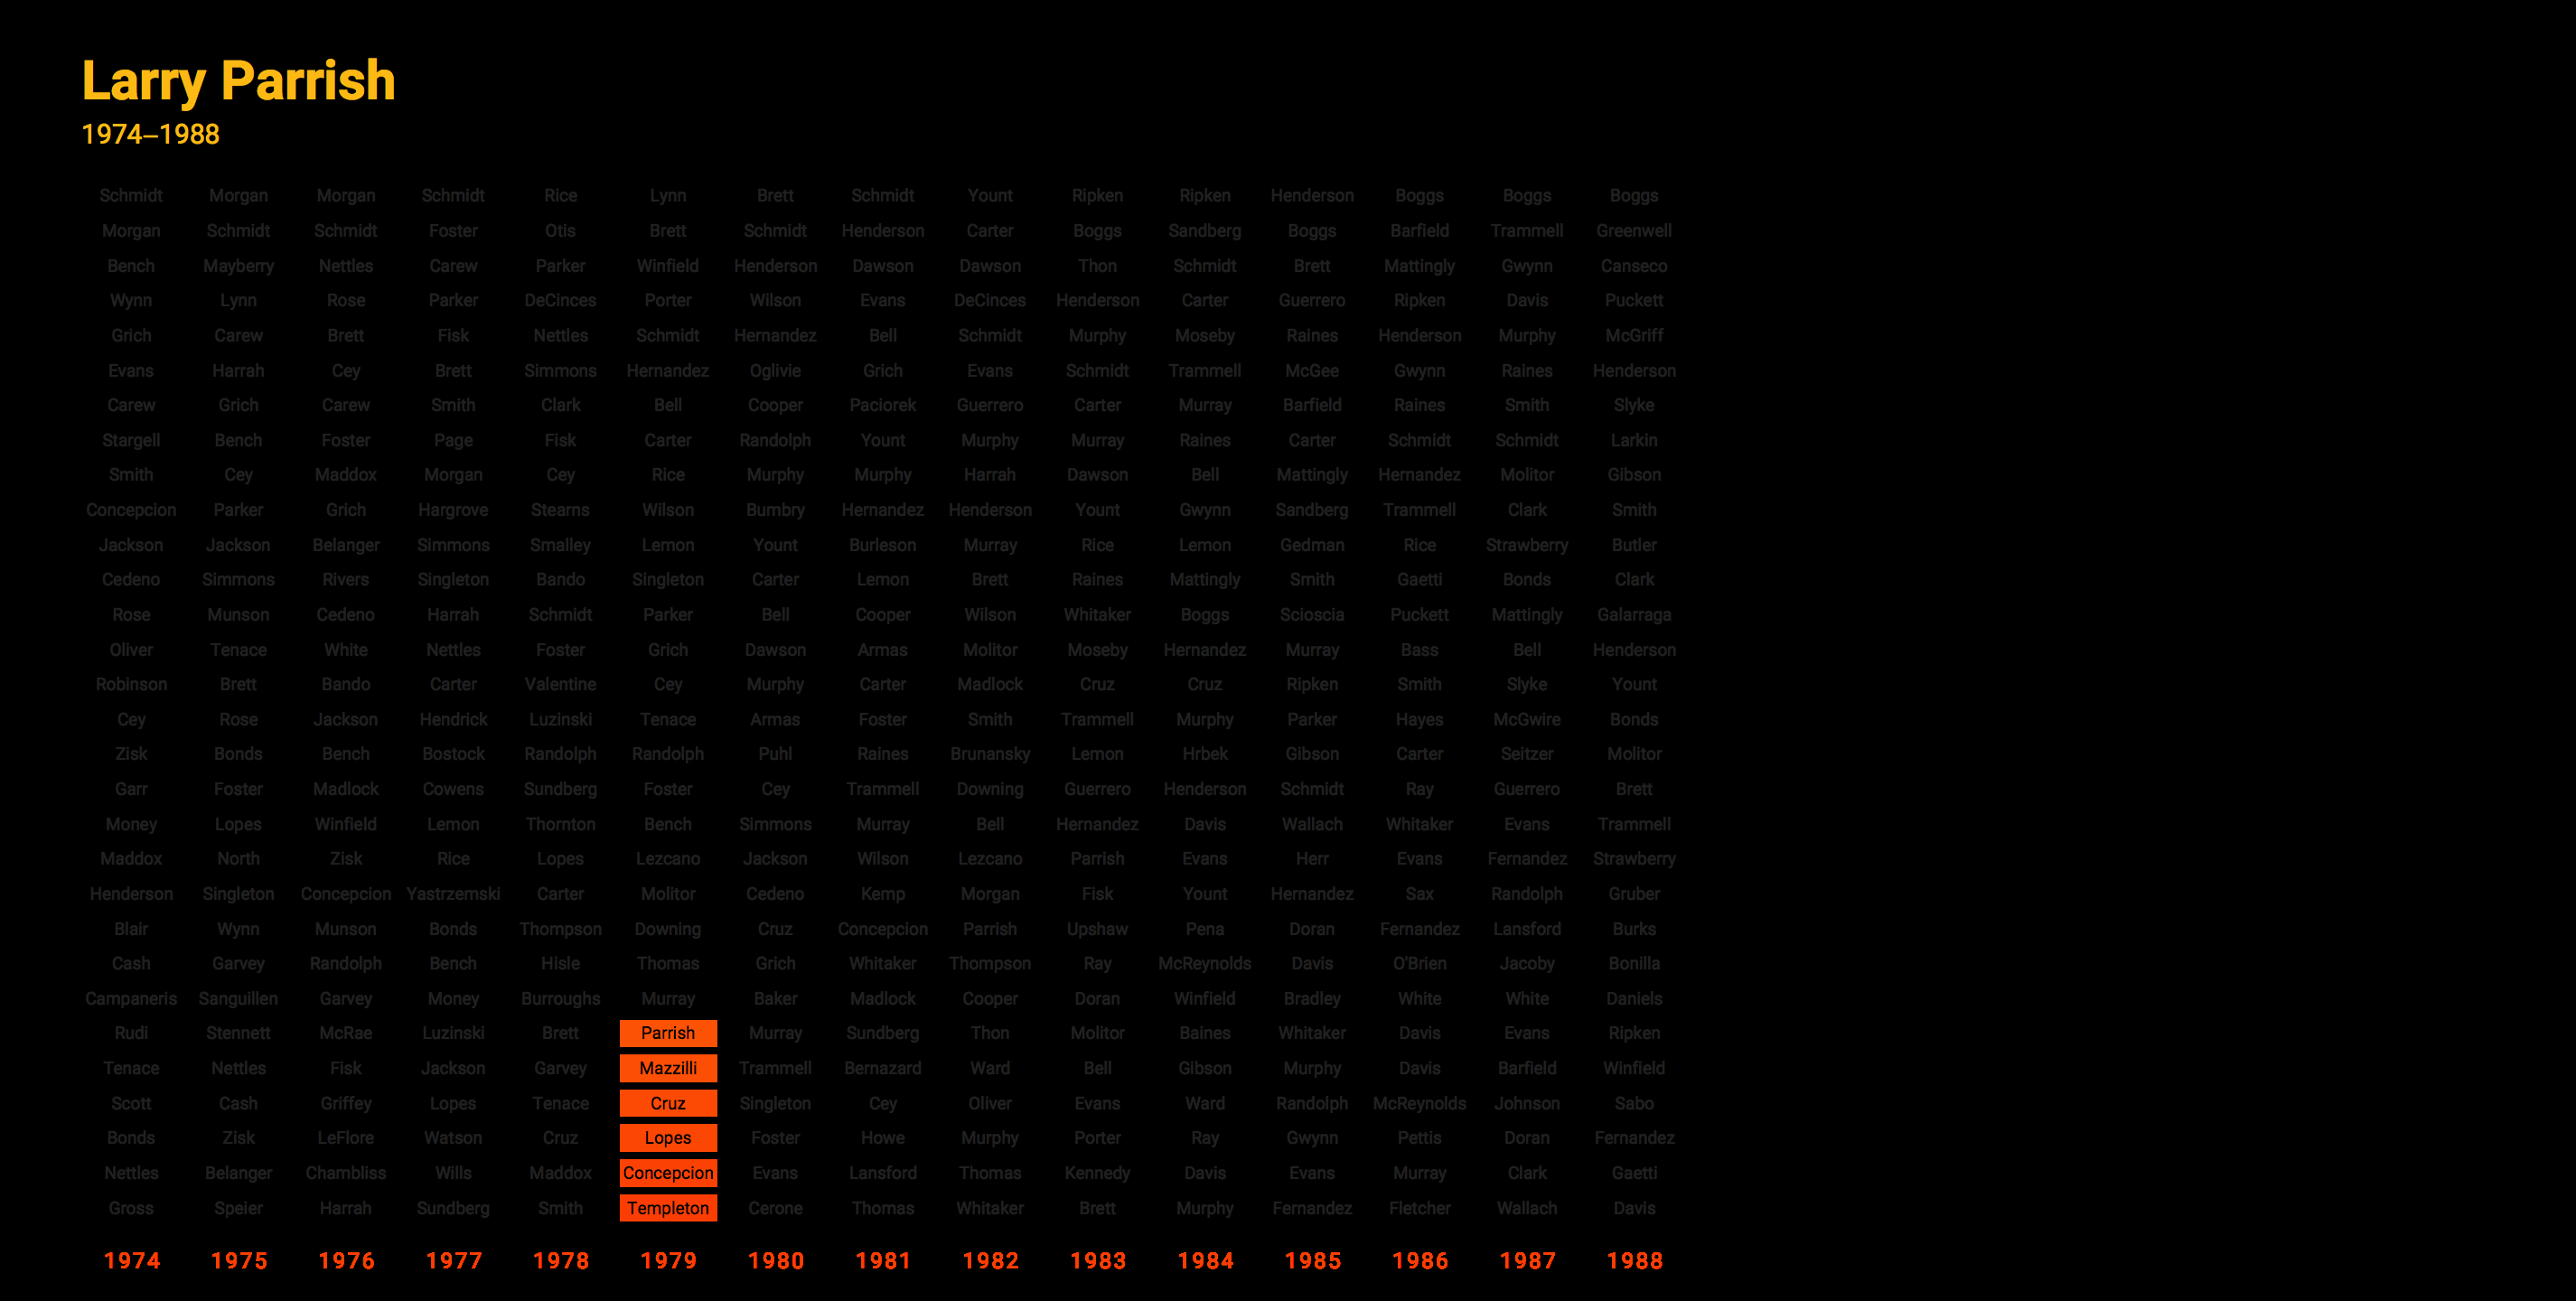 Larry Parrish
1974–1988
Schmidt Morgan Morgan Schmidt Rice Lynn Brett Schmidt Yount Ripken Ripken Henderson Boggs Boggs Boggs
Morgan Schmidt Schmidt Foster Otis Brett Schmidt Henderson Carter Boggs Sandberg Boggs Barfield Trammell Greenwell
Bench Mayberry Nettles Carew Parker Winfield Henderson Dawson Dawson Thon Schmidt Brett Mattingly Gwynn Canseco
Wynn Lynn Rose Parker DeCinces Porter Wilson Evans DeCinces Henderson Carter Guerrero Ripken Davis Puckett
Grich Carew Brett Fisk Nettles Schmidt Hernandez Bell Schmidt Murphy Moseby Raines Henderson Murphy McGriff
Evans Harrah Cey Brett Simmons Hernandez Oglivie Grich Evans Schmidt Trammell McGee Gwynn Raines Henderson
Carew Grich Carew Smith Clark Bell Cooper Paciorek Guerrero Carter Murray Barfield Raines Smith Slyke
Stargell Bench Foster Page Fisk Carter Randolph Yount Murphy Murray Raines Carter Schmidt Schmidt Larkin
Smith Cey Maddox Morgan Cey Rice Murphy Murphy Harrah Dawson Bell Mattingly Hernandez Molitor Gibson
Concepcion Parker Grich Hargrove Stearns Wilson Bumbry Hernandez Henderson Yount Gwynn Sandberg Trammell Clark Smith
Jackson Jackson Belanger Simmons Smalley Lemon Yount Burleson Murray Rice Lemon Gedman Rice Strawberry Butler
Cedeno Simmons Rivers Singleton Bando Singleton Carter Lemon Brett Raines Mattingly Smith Gaetti Bonds Clark
Rose Munson Cedeno Harrah Schmidt Parker Bell Cooper Wilson Whitaker Boggs Scioscia Puckett Mattingly Galarraga
Oliver Tenace White Nettles Foster Grich Dawson Armas Molitor Moseby Hernandez Murray Bass Bell Henderson
Robinson Brett Bando Carter Valentine Cey Murphy Carter Madlock Cruz Cruz Ripken Smith Slyke Yount
Cey Rose Jackson Hendrick Luzinski Tenace Armas Foster Smith Trammell Murphy Parker Hayes McGwire Bonds
Zisk Bonds Bench Bostock Randolph Randolph Puhl Raines Brunansky Lemon Hrbek Gibson Carter Seitzer Molitor
Garr Foster Madlock Cowens Sundberg Foster Cey Trammell Downing Guerrero Henderson Schmidt Ray Guerrero Brett
Money Lopes Winfield Lemon Thornton Bench Simmons Murray Bell Hernandez Davis Wallach Whitaker Evans Trammell
Maddox North Zisk Rice Lopes Lezcano Jackson Wilson Lezcano Parrish Evans Herr Evans Fernandez Strawberry
Henderson Singleton Concepcion Yastrzemski Carter Molitor Cedeno Kemp Morgan Fisk Yount Hernandez Sax Randolph Gruber
Blair Wynn Munson Bonds Thompson Downing Cruz Concepcion Parrish Upshaw Pena Doran Fernandez Lansford Burks
Cash Garvey Randolph Bench Hisle Thomas Grich Whitaker Thompson Ray McReynolds Davis O'Brien Jacoby Bonilla
Campaneris Sanguillen Garvey Money Burroughs Murray Baker Madlock Cooper Doran Winfield Bradley White White Daniels
Rudi Stennett McRae Luzinski Brett Parrish Murray Sundberg Thon Molitor Baines Whitaker Davis Evans Ripken
Tenace Nettles Fisk Jackson Garvey Mazzilli Trammell Bernazard Ward Bell Gibson Murphy Davis Barfield Winfield
Scott Cash Griffey Lopes Tenace Cruz Singleton Cey Oliver Evans Ward Randolph McReynolds Johnson Sabo
Bonds Zisk LeFlore Watson Cruz Lopes Foster Howe Murphy Porter Ray Gwynn Pettis Doran Fernandez
Nettles Belanger Chambliss Wills Maddox Concepcion Evans Lansford Thomas Kennedy Davis Evans Murray Clark Gaetti
Gross Speier Harrah Sundberg Smith Templeton Cerone Thomas Whitaker Brett Murphy Fernandez Fletcher Wallach Davis
1974 1975 1976 1977 1978 1979 1980 1981 1982 1983 1984 1985 1986 1987 1988